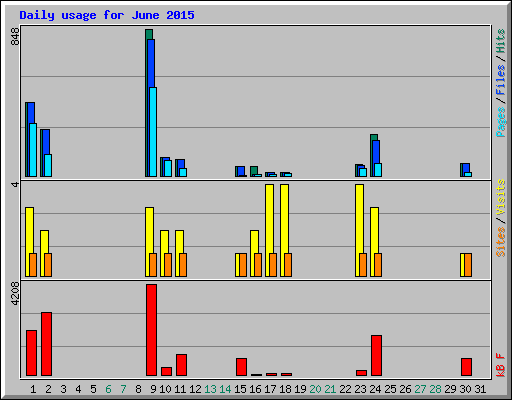 Daily usage for June 2015
848
Pages/Files/Hits
4
Sites/Visits
4208
kB F
1 2 3 4 5 6 7 8 9 10 11 12 13 14 15 16 17 18 19 20 21 22 23 24 25 26 27 28 29 30 31